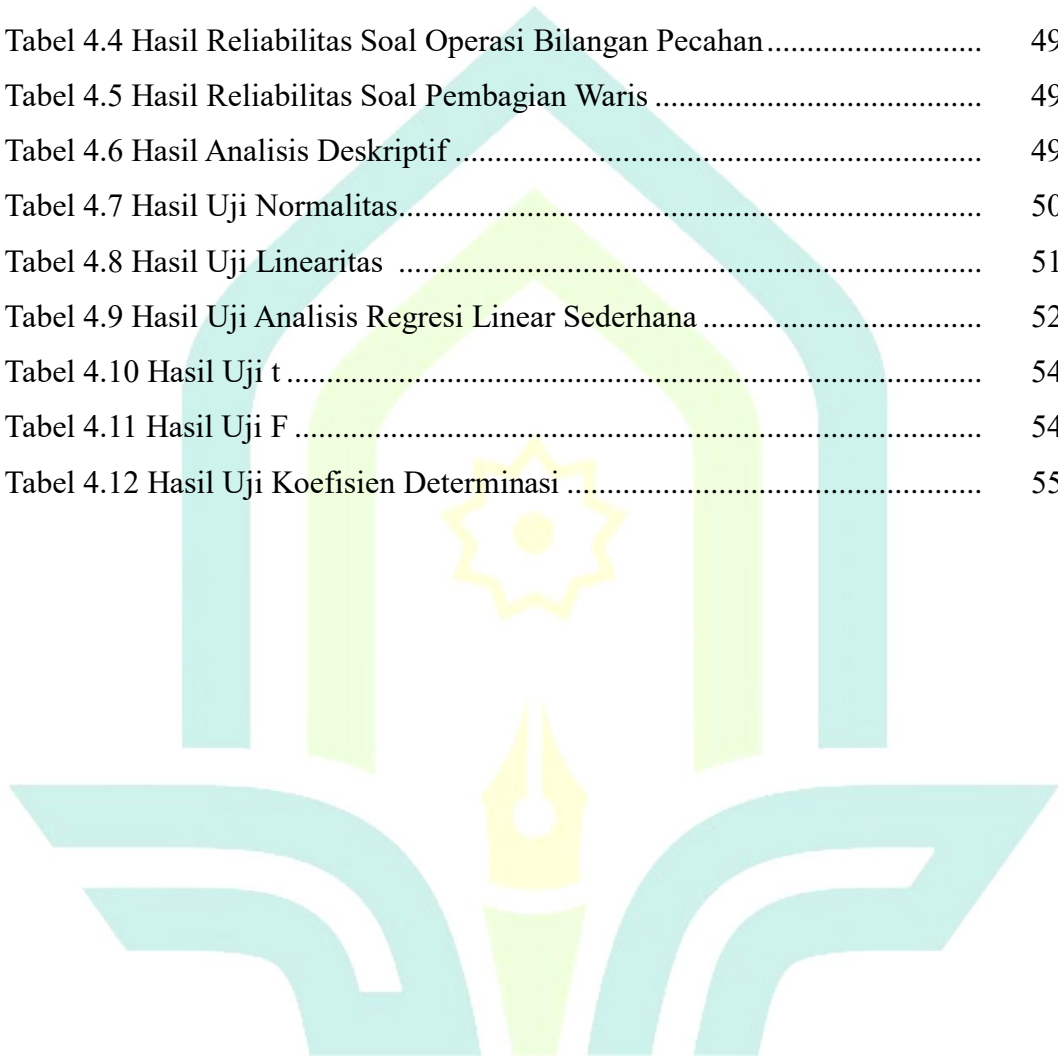 Tabel 4.4 Hasil Reliabilitas Soal Operasi Bilangan Pecahan............................ 49
Tabel 4.5 Hasil Reliabilitas Soal Pembagian Waris .......................................... 49
Tabel 4.6 Hasil Analisis Deskriptif .................................................................... 49
Tabel 4.7 Hasil Uji Normalitas........................................................................... 50
Tabel 4.8 Hasil Uji Linearitas ........................................................................... 51
Tabel 4.9 Hasil Uji Analisis Regresi Linear Sederhana .................................... 52
Tabel 4.10 Hasil Uji t ......................................................................................... 54
Tabel 4.11 Hasil Uji F ........................................................................................ 54
Tabel 4.12 Hasil Uji Koefisien Determinasi ..................................................... 55